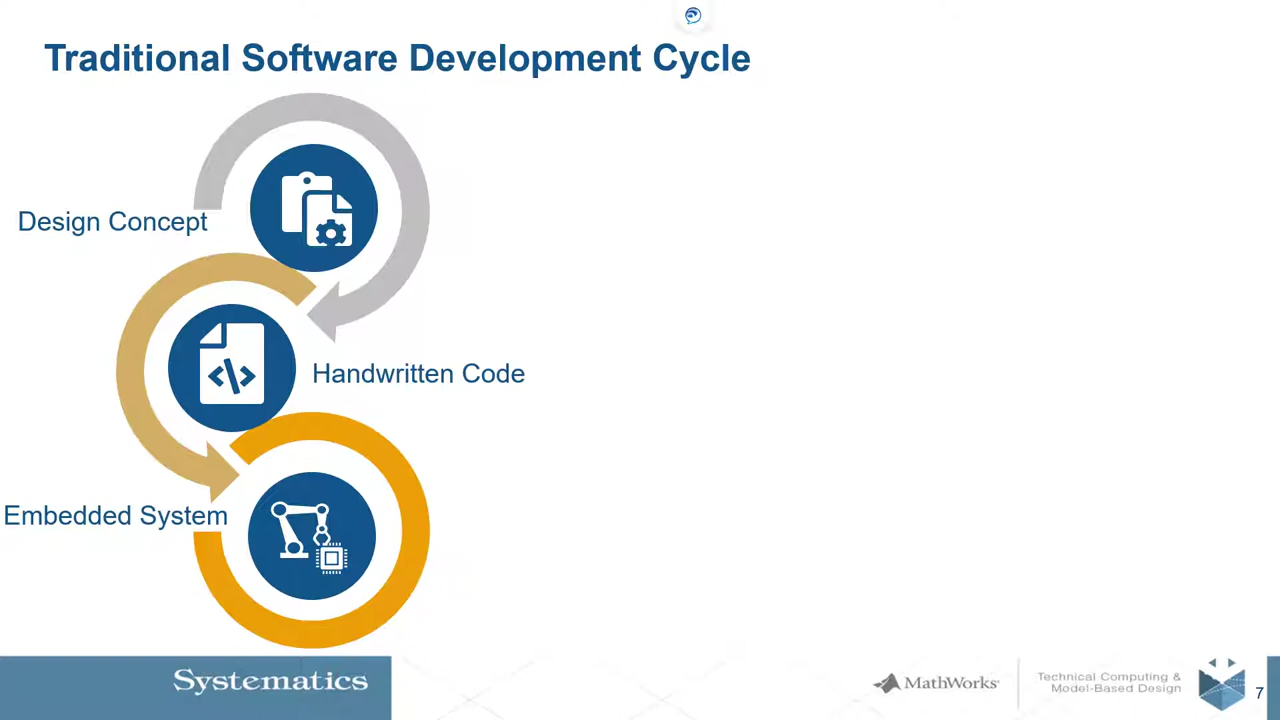 Traditional Software Development Cycle
Design Concept
Handwritten Code
Embedded System
Systematics
MathWorks
Technical Computing &
Model-Based Design
7